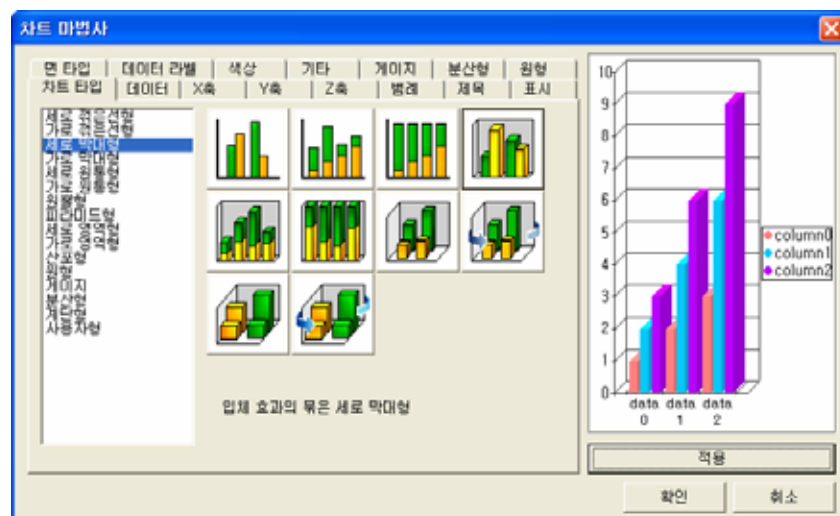 차트 마법사
면 타입 데이터 라벨 색상 기타 게이지 분산형 원형
차트 타입 데이터 X축 Y축 Z축 범례 제목 표시
세로 꺾은선형
가로 꺾은선형
세로 막대형
가로 막대형
세로 원통형
가로 원통형
원뿔형
피라미드형
세로 영역형
가로 영역형
산포형
원형
게이지
분산형
계단형
사용자형
입체 효과의 묶은 세로 막대형
10
9
8
7
6
5
4
3
2
1
0
data 0
data 1
data 2
column0
column1
column2
적용
확인 취소